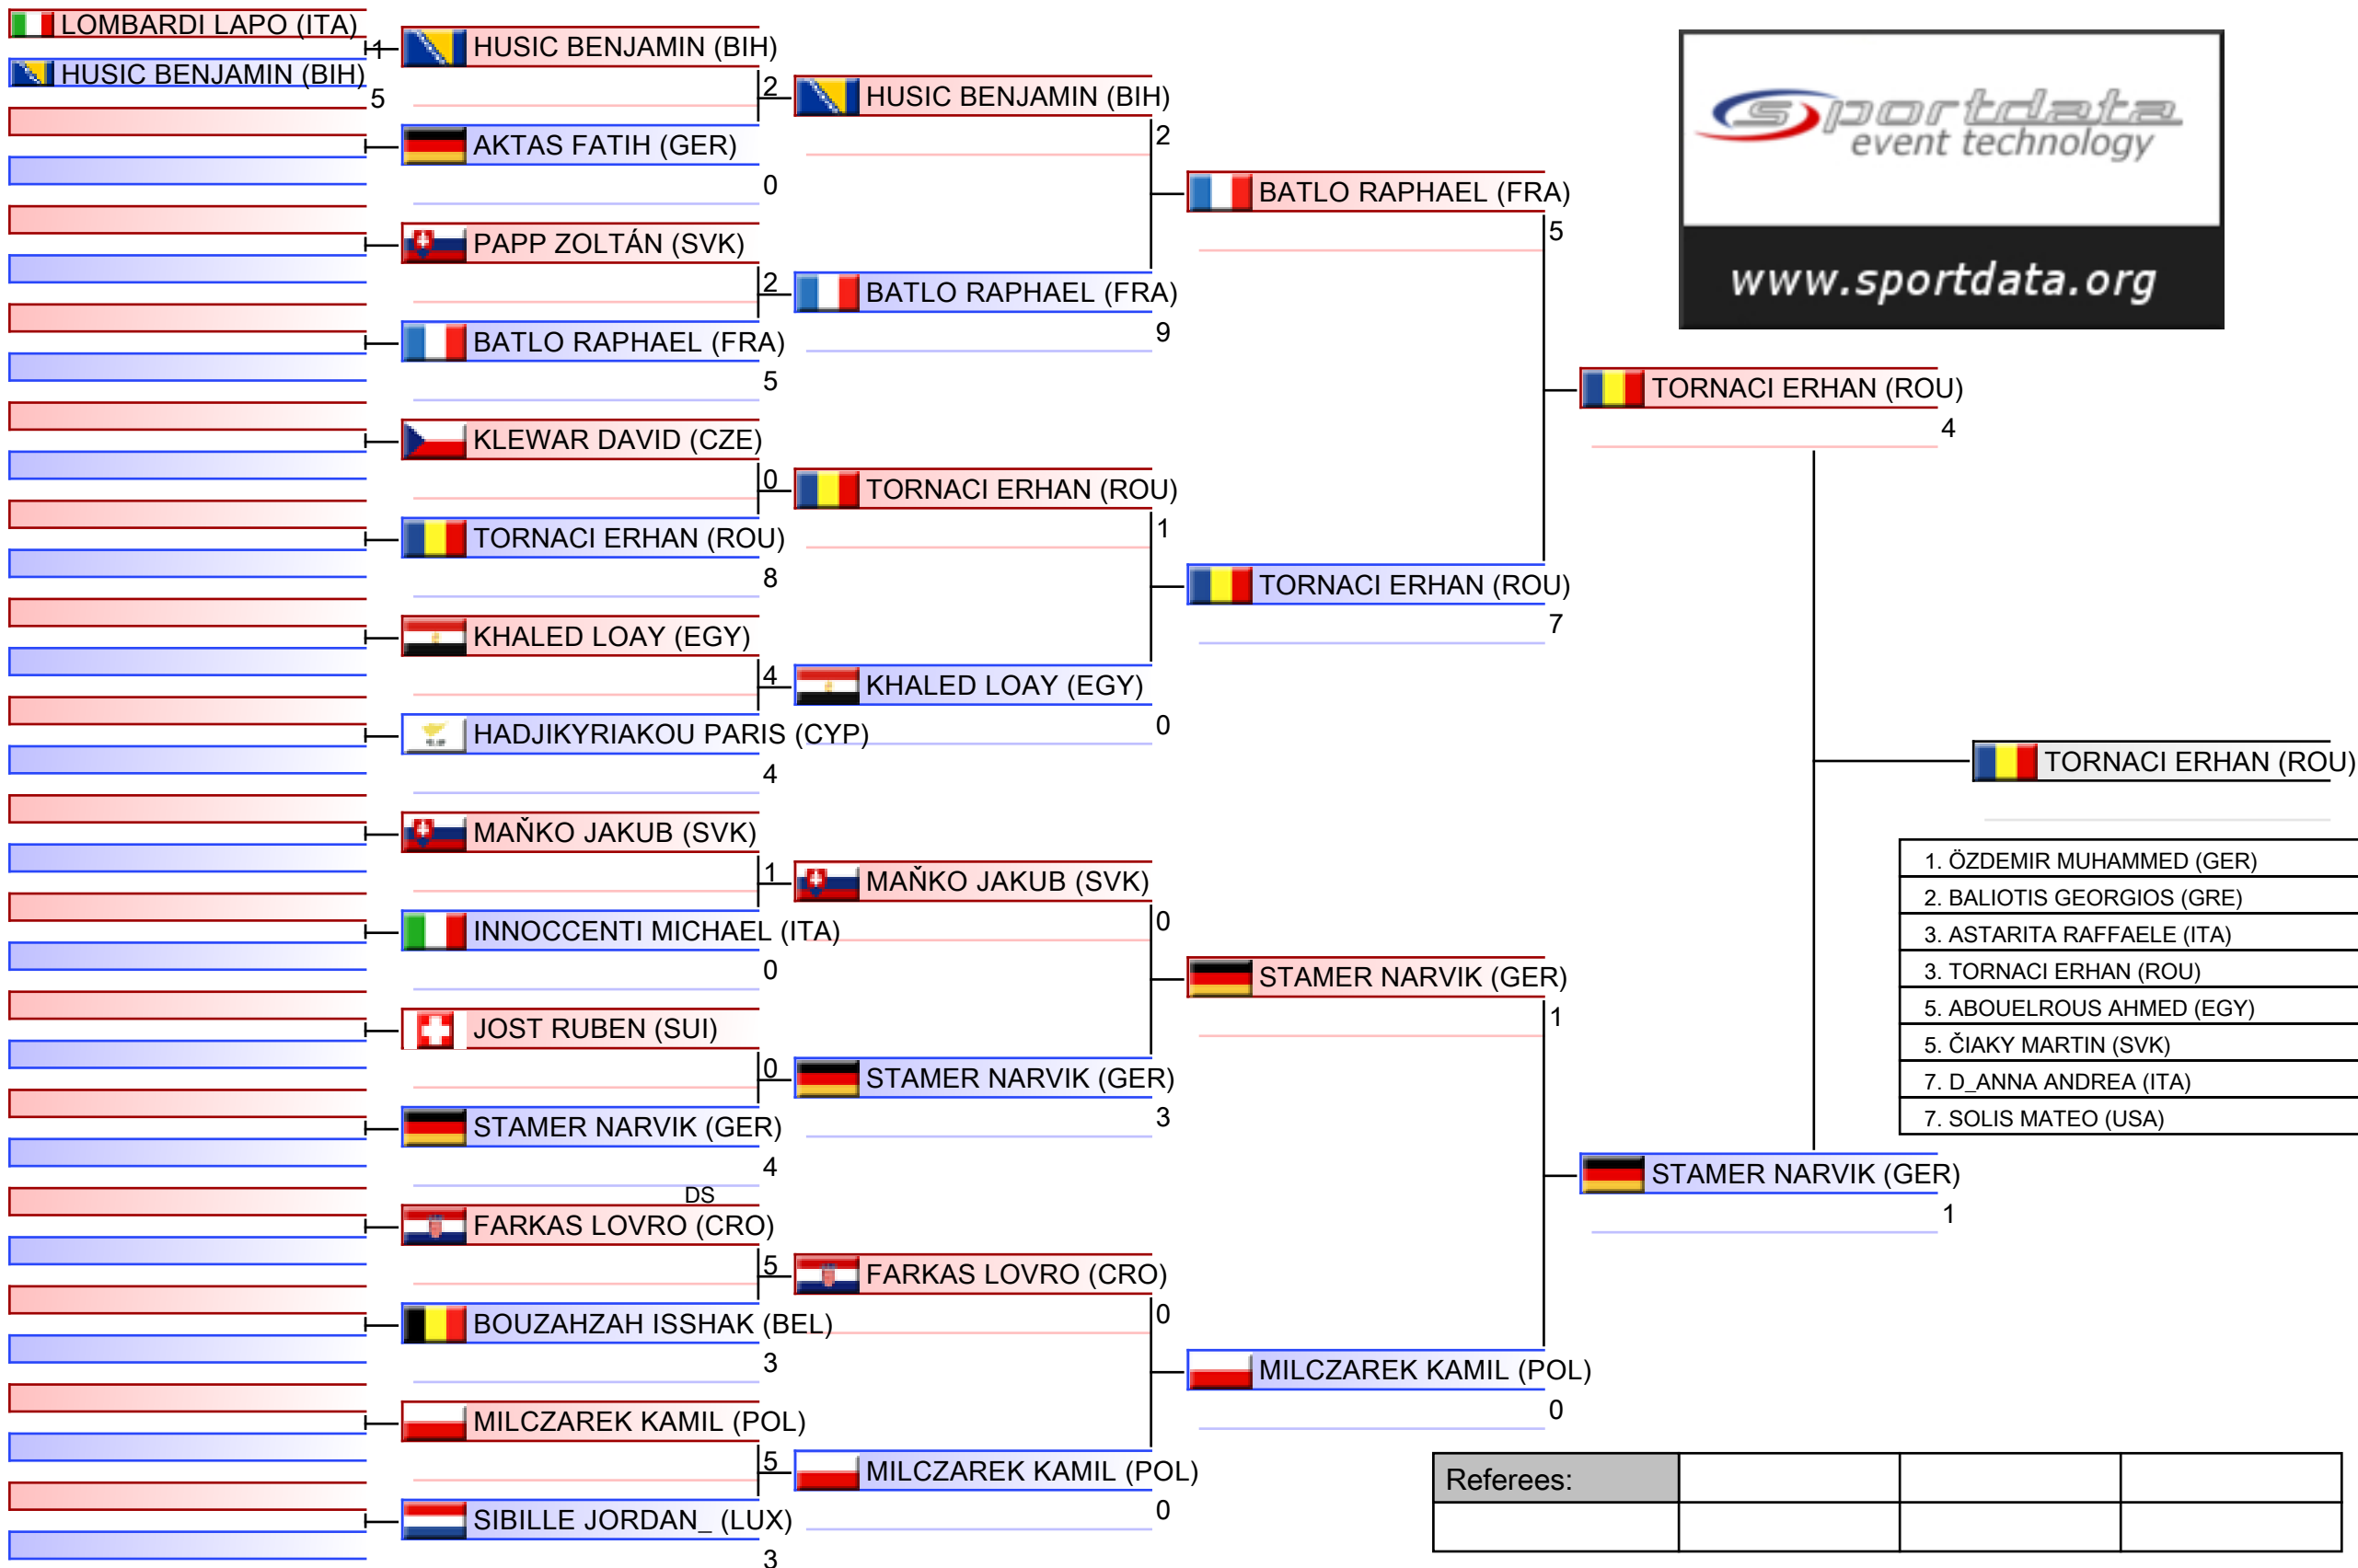 LOMBARDI LAPO (ITA)
1
HUSIC BENJAMIN (BIH)
5
HUSIC BENJAMIN (BIH)
2
AKTAS FATIH (GER)
0
PAPP ZOLTÁN (SVK)
2
BATLO RAPHAEL (FRA)
5
KLEWAR DAVID (CZE)
0
TORNACI ERHAN (ROU)
8
KHALED LOAY (EGY)
4
HADJIKYRIAKOU PARIS (CYP)
4
MAŇKO JAKUB (SVK)
1
INNOCCENTI MICHAEL (ITA)
0
JOST RUBEN (SUI)
0
STAMER NARVIK (GER)
4
DS
FARKAS LOVRO (CRO)
5
BOUZAHZAH ISSHAK (BEL)
3
MILCZAREK KAMIL (POL)
5
SIBILLE JORDAN_ (LUX)
3
HUSIC BENJAMIN (BIH)
2
BATLO RAPHAEL (FRA)
9
TORNACI ERHAN (ROU)
1
KHALED LOAY (EGY)
0
MAŇKO JAKUB (SVK)
0
STAMER NARVIK (GER)
3
FARKAS LOVRO (CRO)
0
MILCZAREK KAMIL (POL)
0
BATLO RAPHAEL (FRA)
5
TORNACI ERHAN (ROU)
7
STAMER NARVIK (GER)
1
MILCZAREK KAMIL (POL)
0
TORNACI ERHAN (ROU)
4
STAMER NARVIK (GER)
1
TORNACI ERHAN (ROU)
sportdata
event technology
www.sportdata.org
1. ÖZDEMIR MUHAMMED (GER)
2. BALIOTIS GEORGIOS (GRE)
3. ASTARITA RAFFAELE (ITA)
3. TORNACI ERHAN (ROU)
5. ABOUELROUS AHMED (EGY)
5. ČIAKY MARTIN (SVK)
7. D_ANNA ANDREA (ITA)
7. SOLIS MATEO (USA)
Referees: